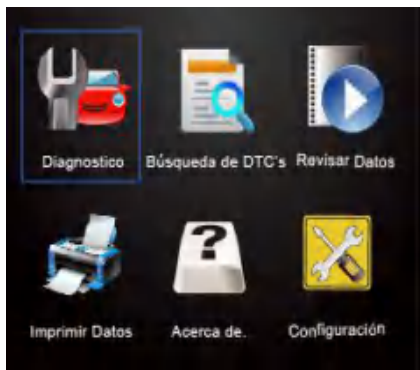 Diagnostico Búsqueda de DTC's Revisar Datos
?
Imprimir Datos Acerca de. Configuración